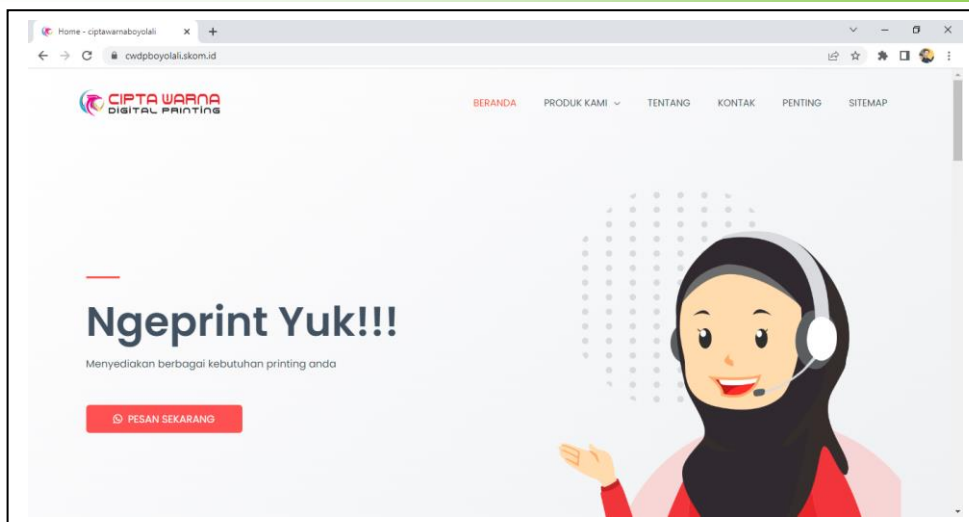 Home - ciptawarnaboyolali
cwdpboyolali.skom.id
CIPTA WARNA
DIGITAL PRINTING
BERANDA PRODUK KAMI TENTANG KONTAK PENTING SITEMAP
Ngeprint Yuk!!!
Menyediakan berbagai kebutuhan printing anda
PESAN SEKARANG